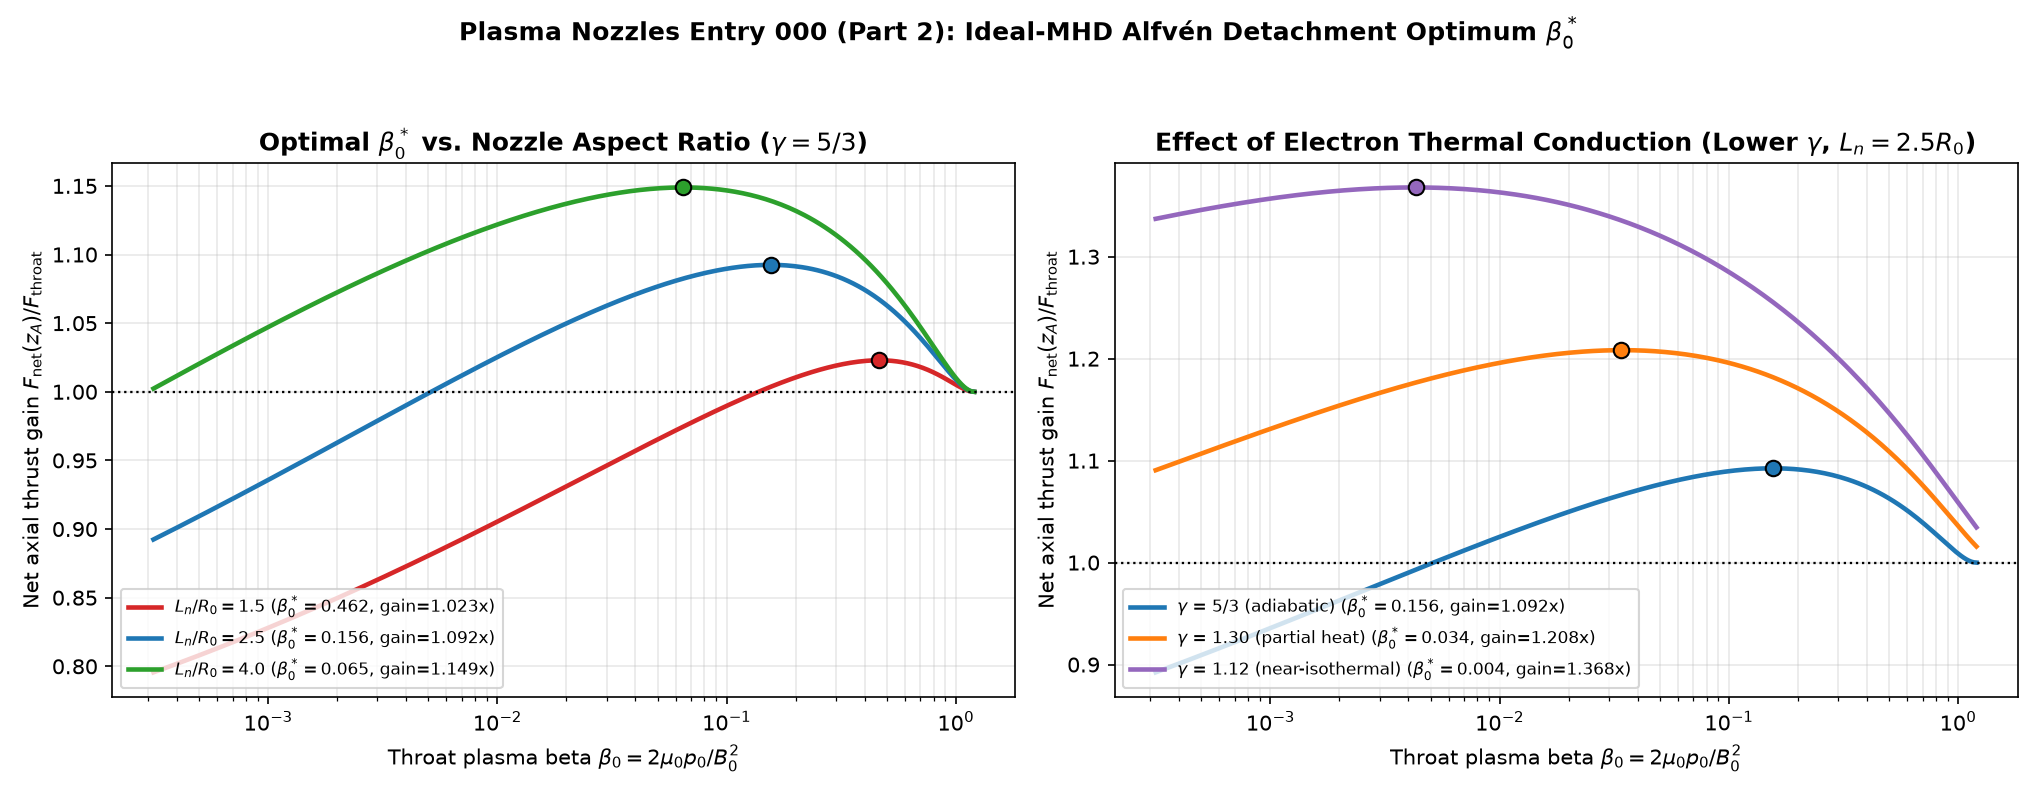 Plasma Nozzles Entry 000 (Part 2): Ideal-MHD Alfvén Detachment Optimum β₀*
Optimal β₀* vs. Nozzle Aspect Ratio (γ = 5/3)
Net axial thrust gain F_net(z_A)/F_throat
1.15
1.10
1.05
1.00
0.95
0.90
0.85
0.80
L_n/R₀ = 1.5 (β₀* = 0.462, gain=1.023x)
L_n/R₀ = 2.5 (β₀* = 0.156, gain=1.092x)
L_n/R₀ = 4.0 (β₀* = 0.065, gain=1.149x)
10⁻³ 10⁻² 10⁻¹ 10⁰
Throat plasma beta β₀ = 2μ₀p₀/B₀²
Effect of Electron Thermal Conduction (Lower γ, L_n = 2.5R₀)
Net axial thrust gain F_net(z_A)/F_throat
1.3
1.2
1.1
1.0
0.9
γ = 5/3 (adiabatic) (β₀* = 0.156, gain=1.092x)
γ = 1.30 (partial heat) (β₀* = 0.034, gain=1.208x)
γ = 1.12 (near-isothermal) (β₀* = 0.004, gain=1.368x)
10⁻³ 10⁻² 10⁻¹ 10⁰
Throat plasma beta β₀ = 2μ₀p₀/B₀²